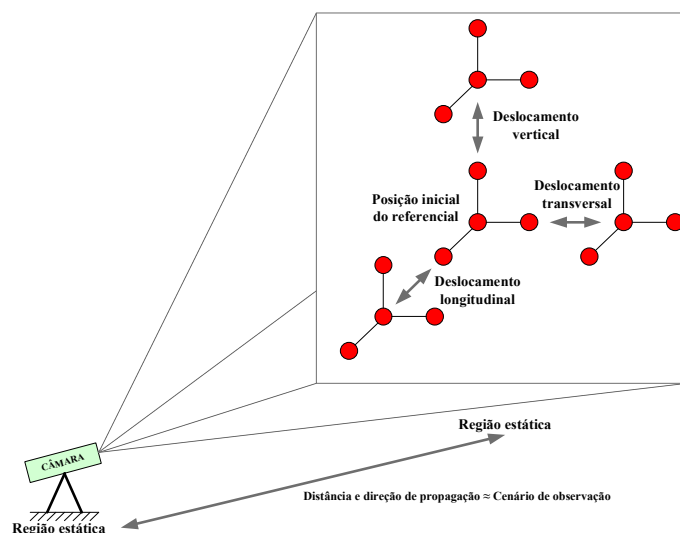 Deslocamento
vertical
Deslocamento
transversal
Posição inicial
do referencial
Deslocamento
longitudinal
Região estática
CÂMARA
Distância e direção de propagação ≈ Cenário de observação
Região estática